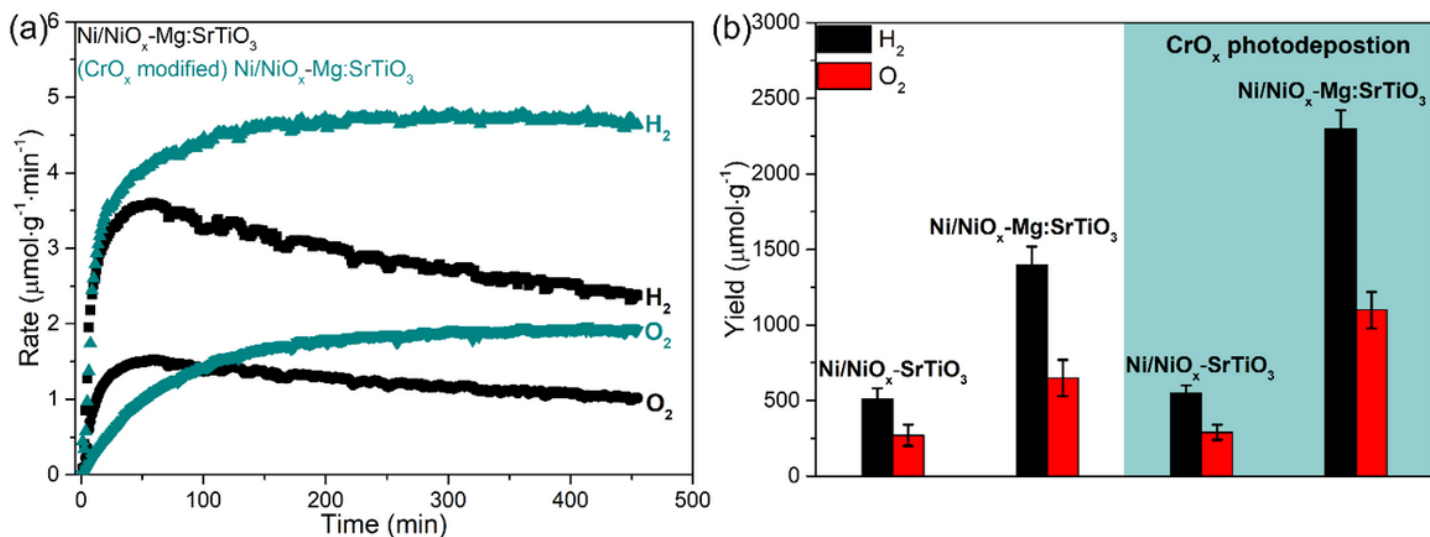 (a)
Ni/NiOₓ-Mg:SrTiO₃
(CrOₓ modified) Ni/NiOₓ-Mg:SrTiO₃
Rate (μmol·g⁻¹·min⁻¹)
6
5
4
3
2
1
0
H₂
H₂
O₂
O₂
0
100
200
300
400
500
Time (min)
(b)
Yield (μmol·g⁻¹)
3000
2500
2000
1500
1000
500
0
H₂
O₂
CrOₓ photodepostion
Ni/NiOₓ-SrTiO₃
Ni/NiOₓ-Mg:SrTiO₃
Ni/NiOₓ-SrTiO₃
Ni/NiOₓ-Mg:SrTiO₃